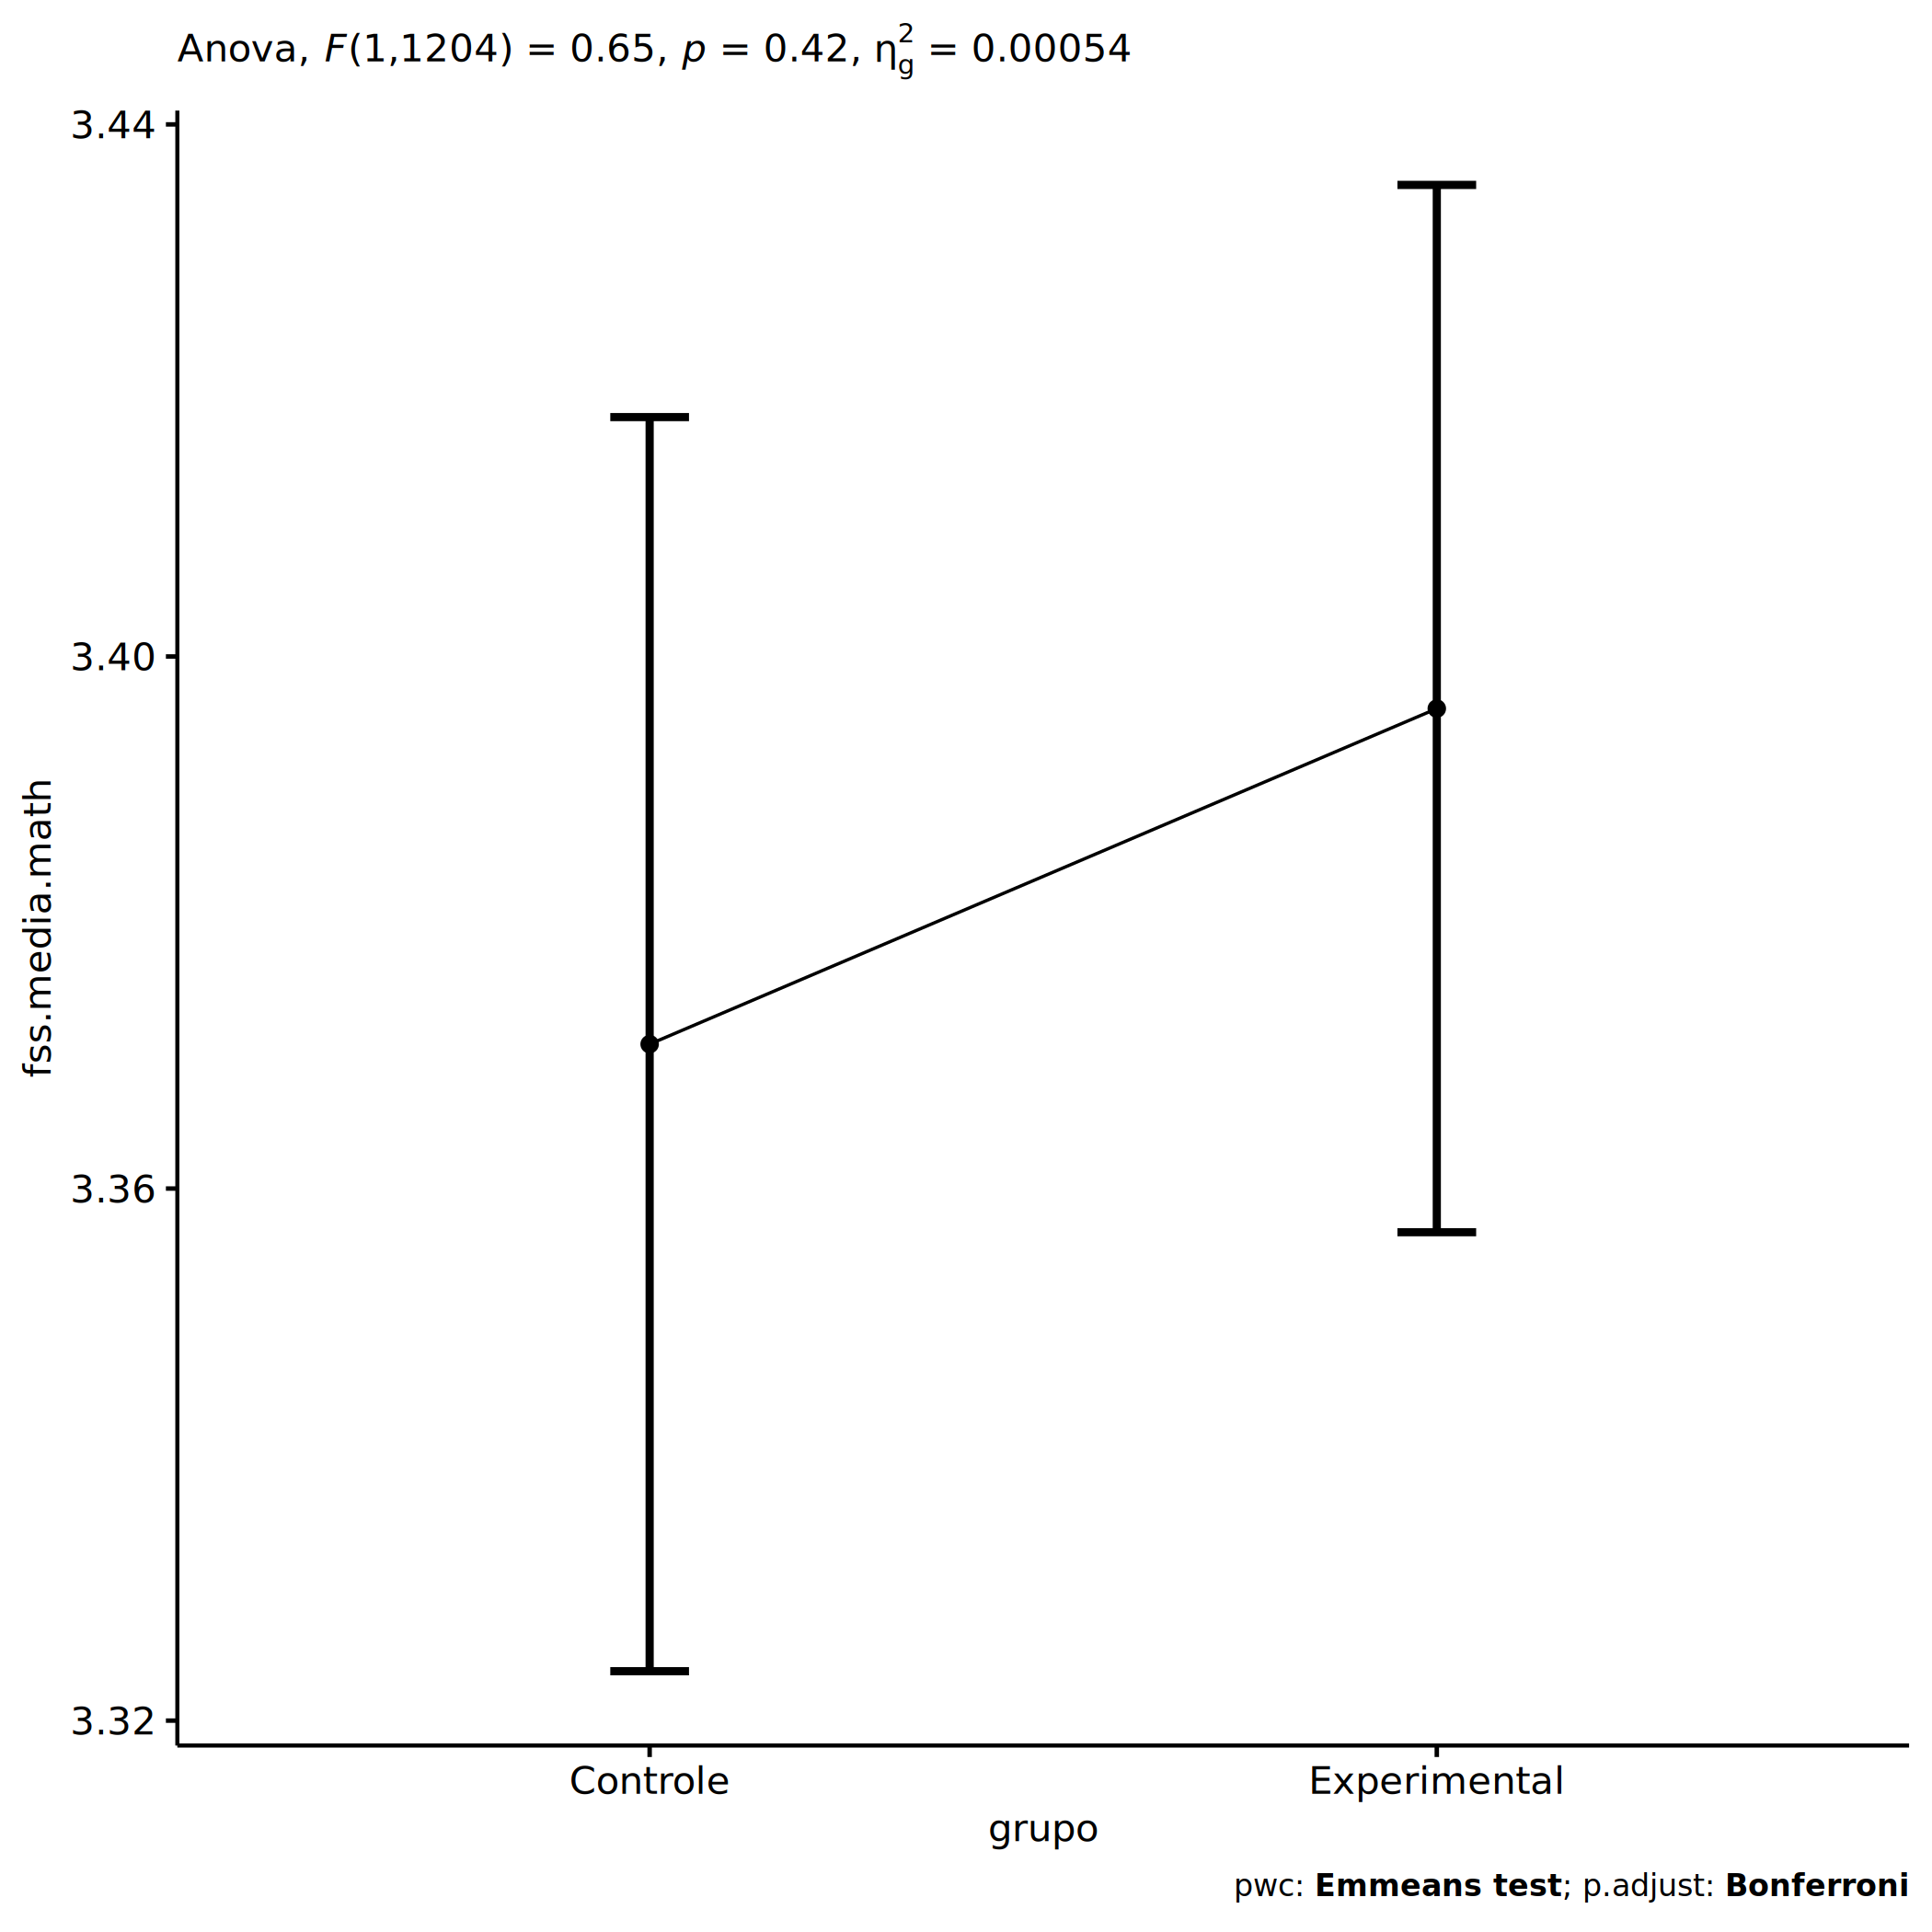 Anova, F(1,1204) = 0.65, p = 0.42, η²g = 0.00054
3.44
3.40
3.36
3.32
fss.media.math
Controle
Experimental
grupo
pwc: Emmeans test; p.adjust: Bonferroni